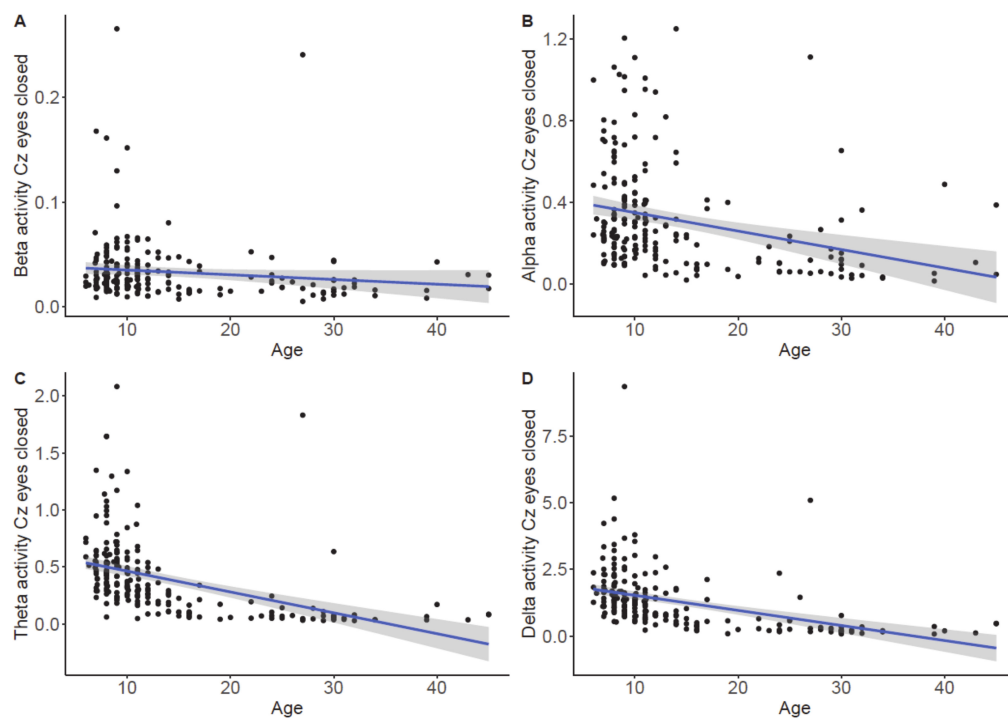 A
Beta activity Cz eyes closed
0.2
0.1
0.0
10 20 30 40
Age
B
Alpha activity Cz eyes closed
1.2
0.8
0.4
0.0
10 20 30 40
Age
C
Theta activity Cz eyes closed
2.0
1.5
1.0
0.5
0.0
10 20 30 40
Age
D
Delta activity Cz eyes closed
7.5
5.0
2.5
0.0
10 20 30 40
Age